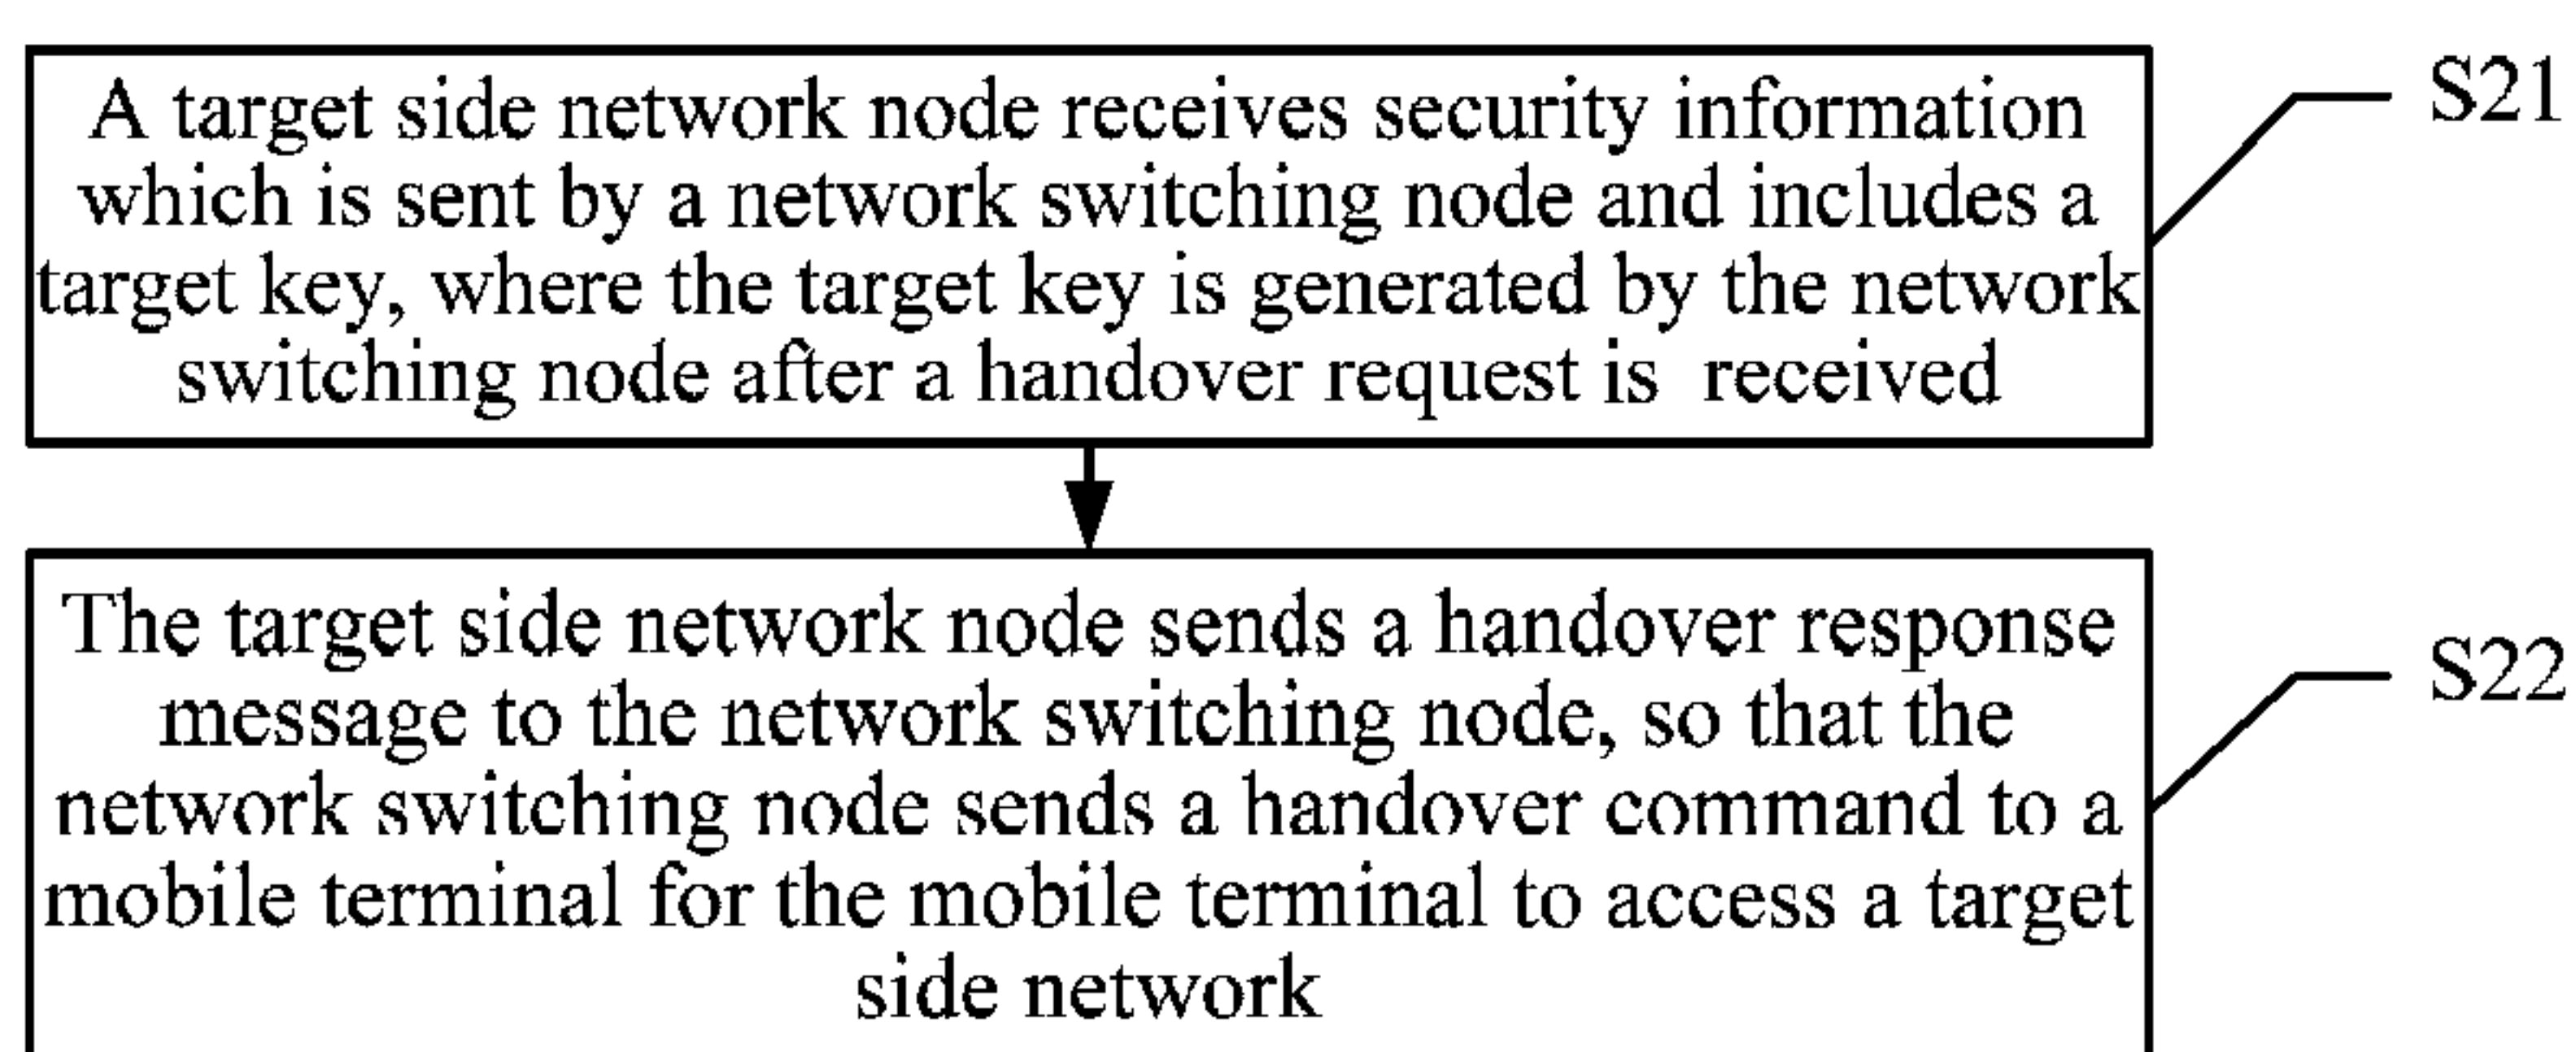 A target side network node receives security information
which is sent by a network switching node and includes a
target key, where the target key is generated by the network
switching node after a handover request is received
S21
The target side network node sends a handover response
message to the network switching node, so that the
network switching node sends a handover command to a
mobile terminal for the mobile terminal to access a target
side network
S22